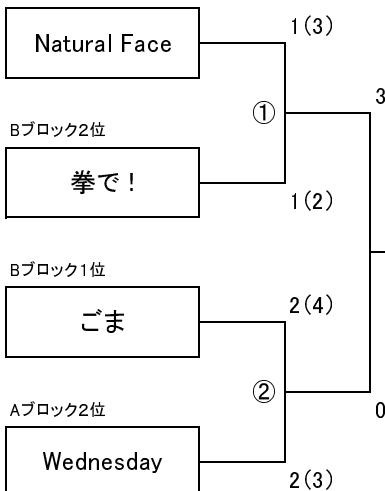 1(3)
Natural Face
3
①
Bブロック2位
拳で!
1(2)
Bブロック1位
2(4)
ごま
②
Aブロック2位
0
Wednesday
2(3)